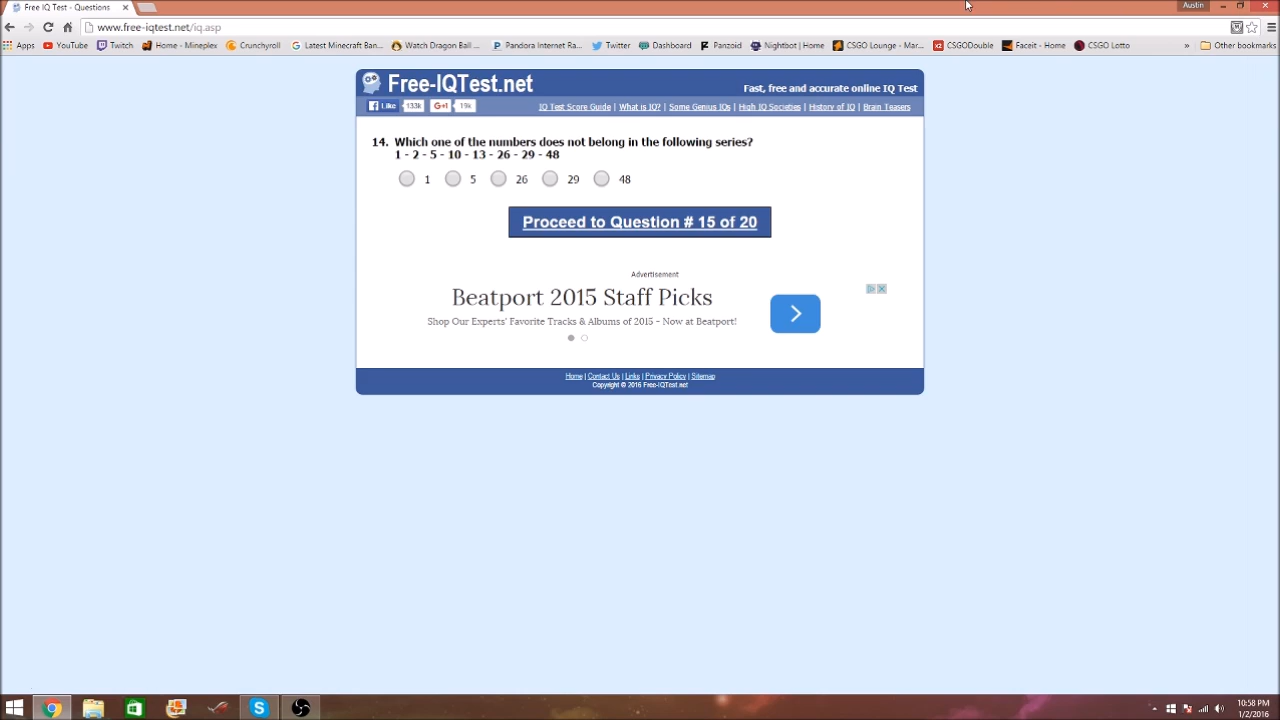 Free IQ Test - Questions
Austin
www.free-iqtest.net/iq.asp
Apps YouTube Twitch Home - Mineplex Crunchyroll Latest Minecraft Ban... Watch Dragon Ball ... Pandora Internet Ra... Twitter Dashboard Panzoid Nightbot | Home CSGO Lounge - Mar... CSGODouble Faceit - Home CSGO Lotto » Other bookmarks
Free-IQTest.net
Fast, free and accurate online IQ Test
Like 133k +1 19k IQ Test Score Guide | What is IQ? | Some Genius IQs | High IQ Societies | History of IQ | Brain Teasers
14. Which one of the numbers does not belong in the following series?
1 - 2 - 5 - 10 - 13 - 26 - 29 - 48
1 5 26 29 48
Proceed to Question # 15 of 20
Advertisement
Beatport 2015 Staff Picks
Shop Our Experts' Favorite Tracks & Albums of 2015 - Now at Beatport!
Home | Contact Us | Links | Privacy Policy | Sitemap
Copyright © 2016 Free-IQTest.net
10:58 PM
1/2/2016